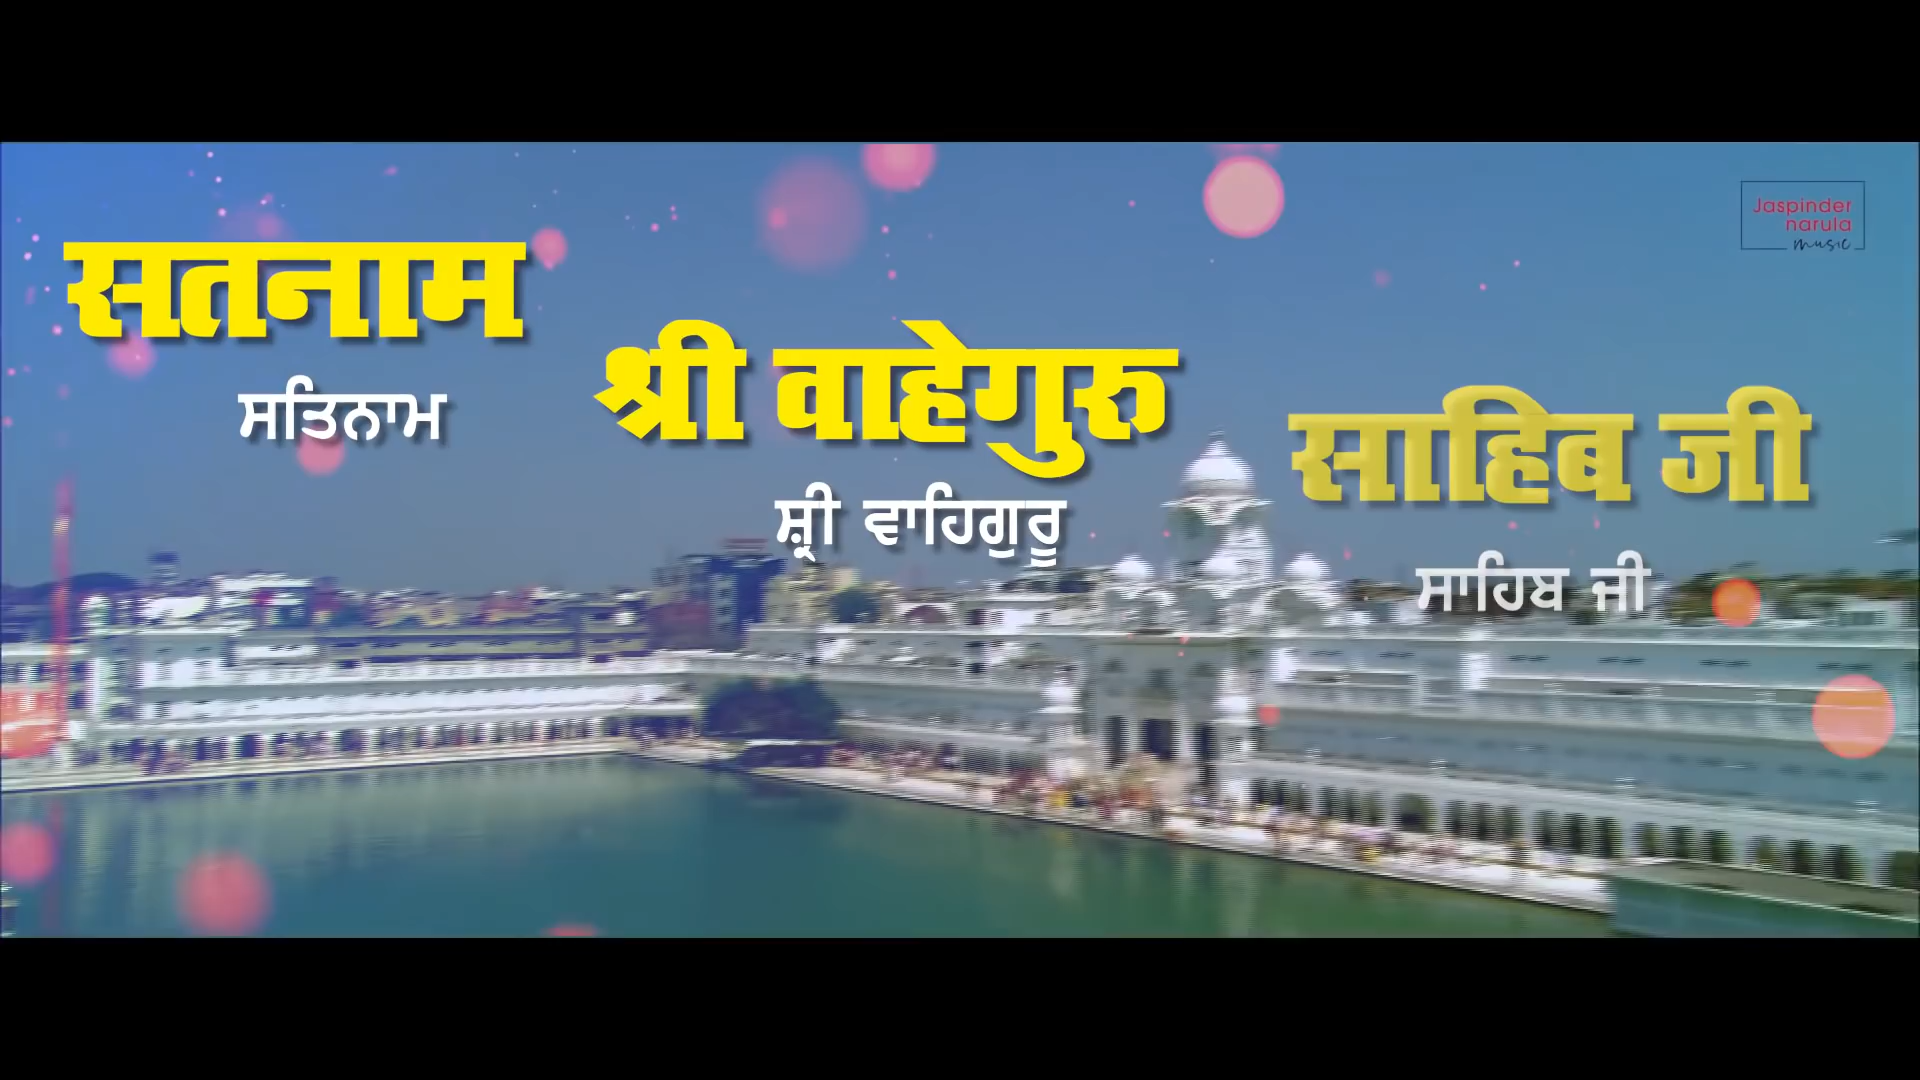 Jaspinder
narula
music
सतनाम
ਸਤਿਨਾਮ
श्री वाहेगुरु
ਸ਼੍ਰੀ ਵਾਹਿਗੁਰੂ
साहिब जी
ਸਾਹਿਬ ਜੀ